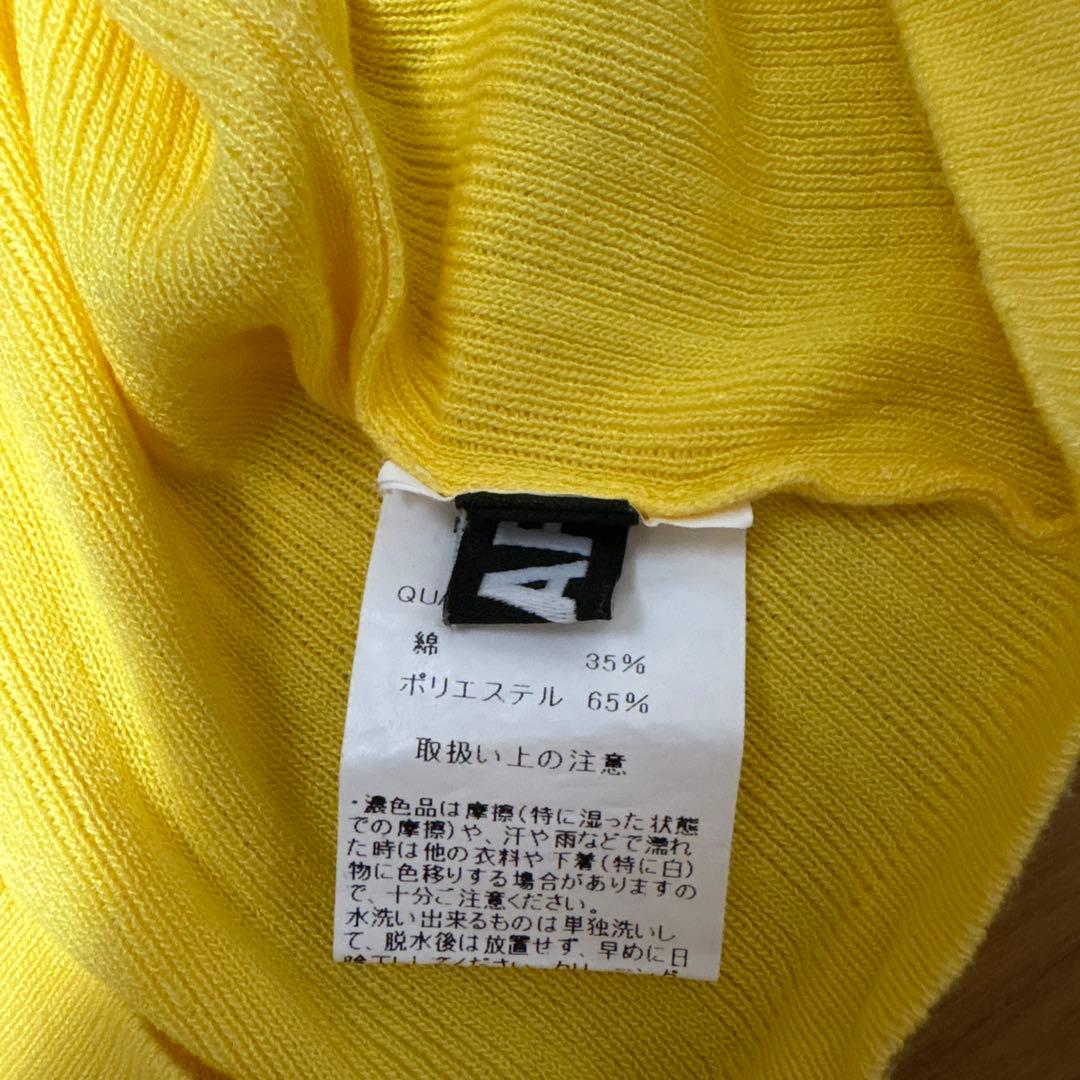 綿 35%
ポリエステル 65%
取扱い上の注意
・濃色品は摩擦(特に湿った状態
での摩擦)や、汗や雨などで濡れ
た時は他の衣料や下着(特に白)
物に色移りする場合がありますの
で、十分ご注意ください。
水洗い出来るものは単独洗いし
て、脱水後は放置せず、早めに日